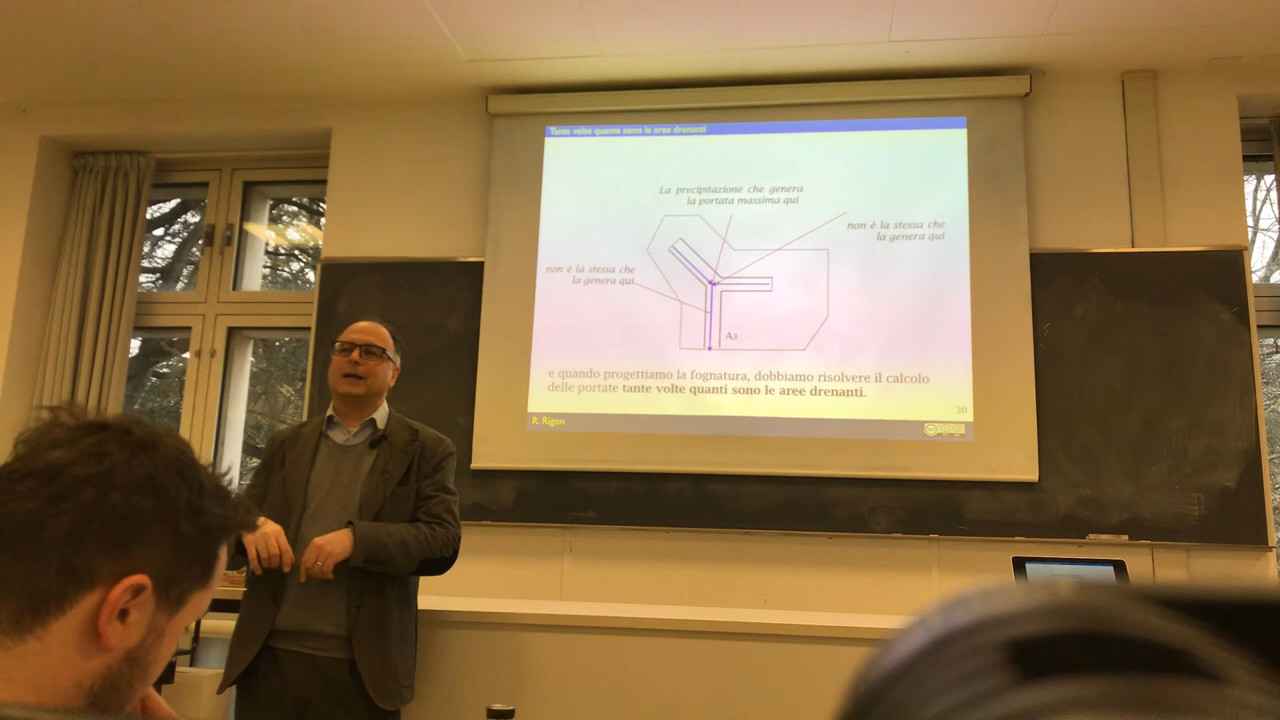 Tante volte quante sono le aree drenanti
La precipitazione che genera
la portata massima qui
non è la stessa che
la genera qui
non è la stessa che
la genera qui
A3
e quando progettiamo la fognatura, dobbiamo risolvere il calcolo
delle portate tante volte quanti sono le aree drenanti.
30
R. Rigon